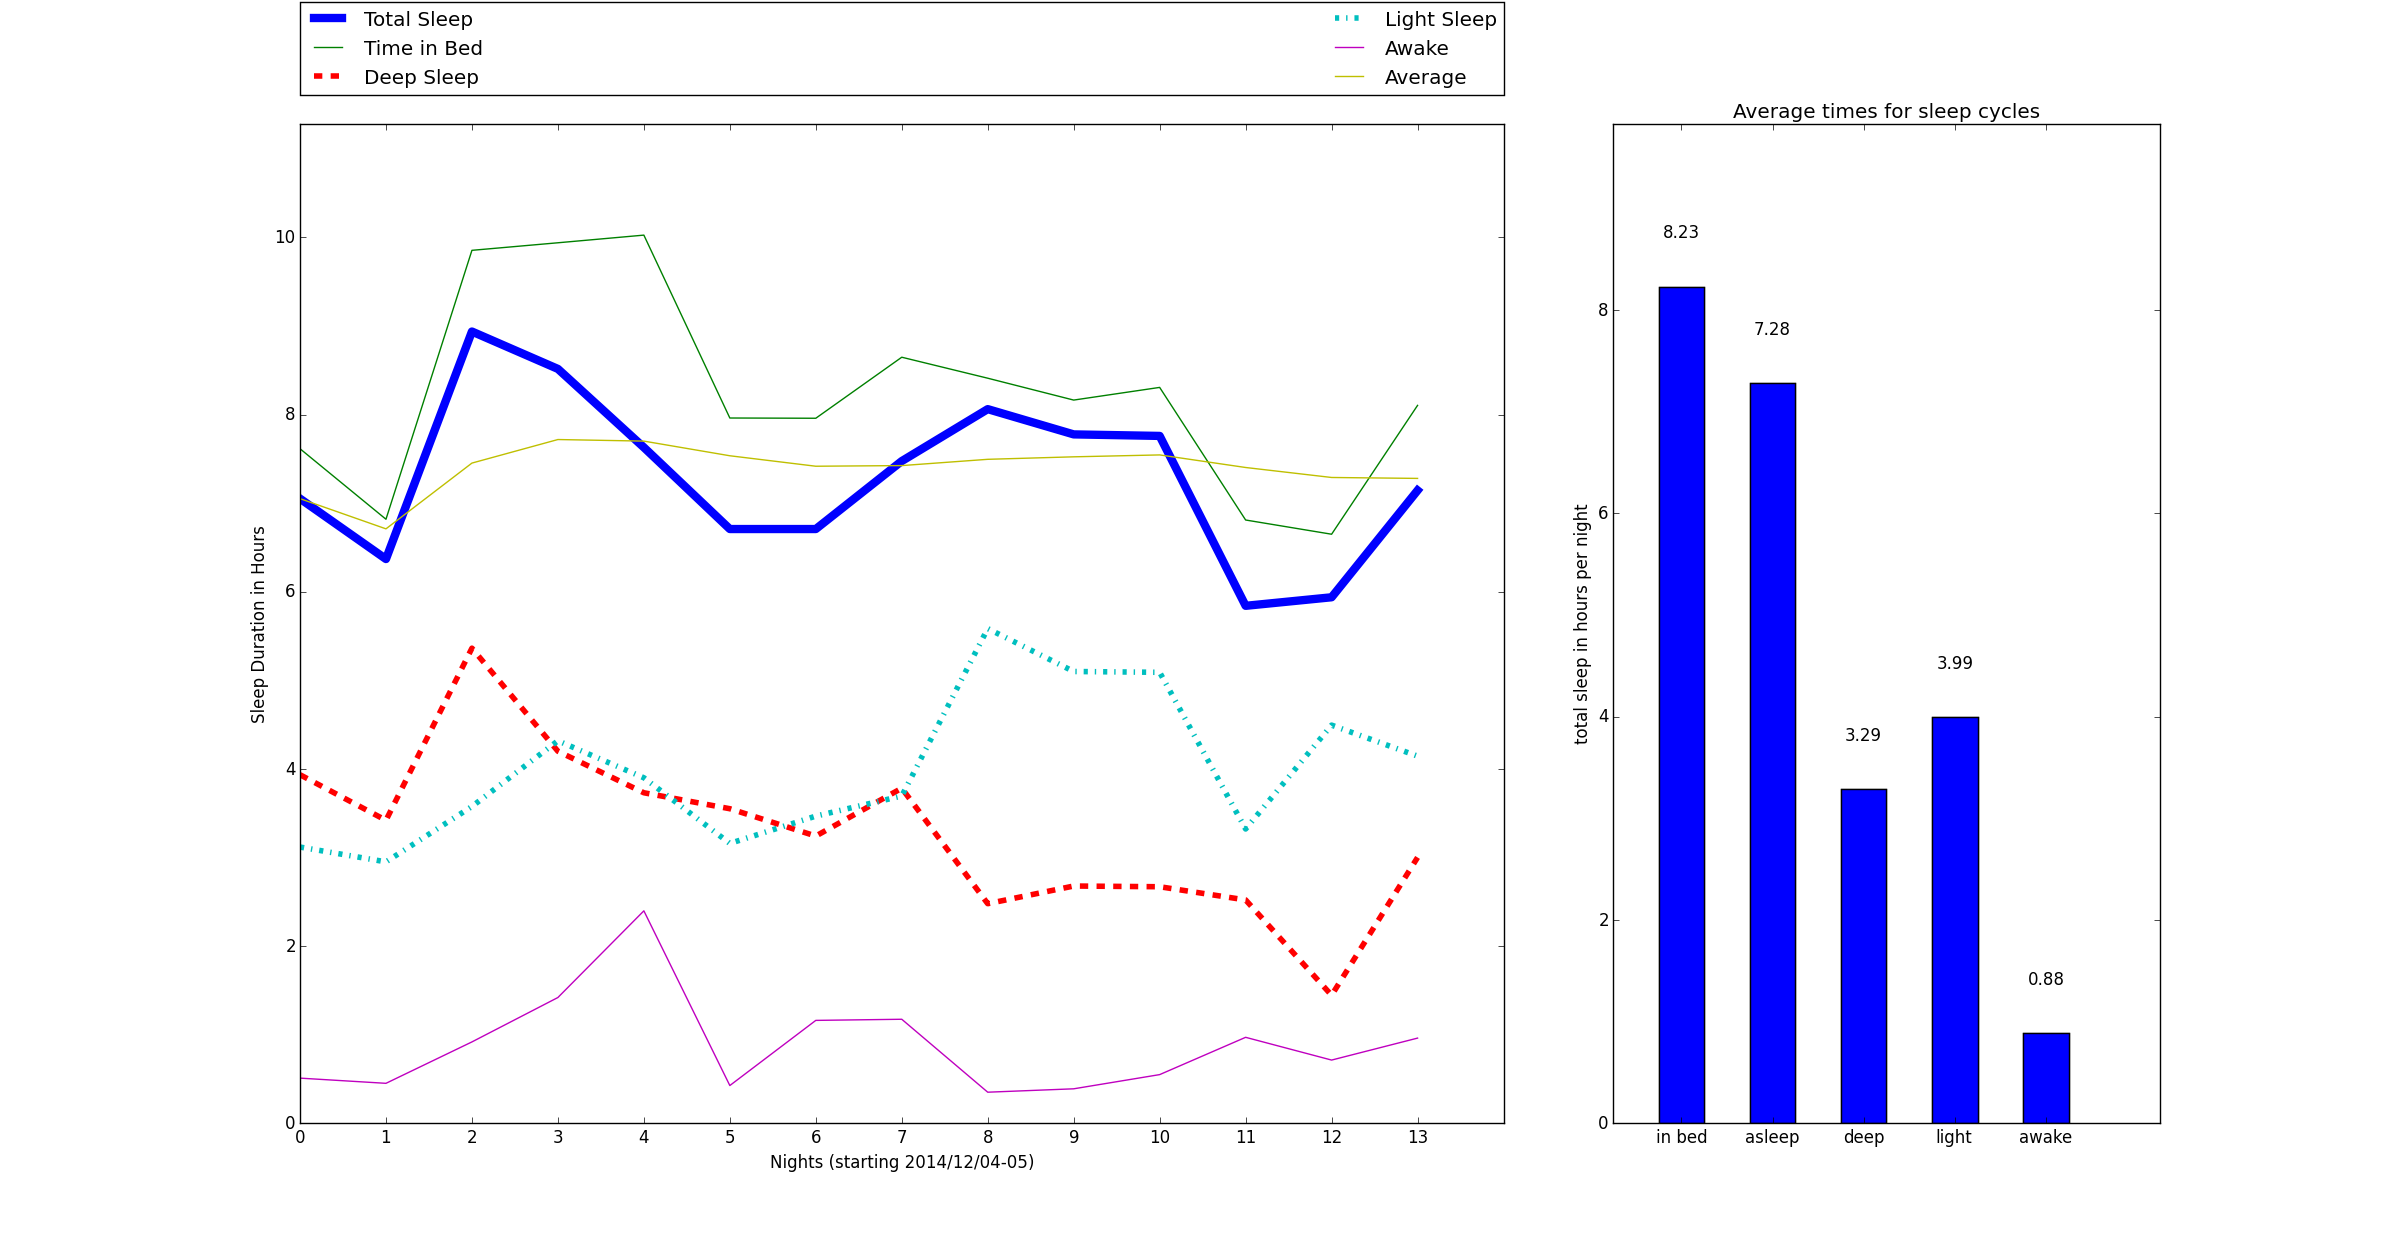 Total Sleep
Time in Bed
Deep Sleep
Light Sleep
Awake
Average
Sleep Duration in Hours
10
8
6
4
2
0
0 1 2 3 4 5 6 7 8 9 10 11 12 13
Nights (starting 2014/12/04-05)
Average times for sleep cycles
total sleep in hours per night
8
6
4
2
0
8.23
7.28
3.29
3.99
0.88
in bed asleep deep light awake